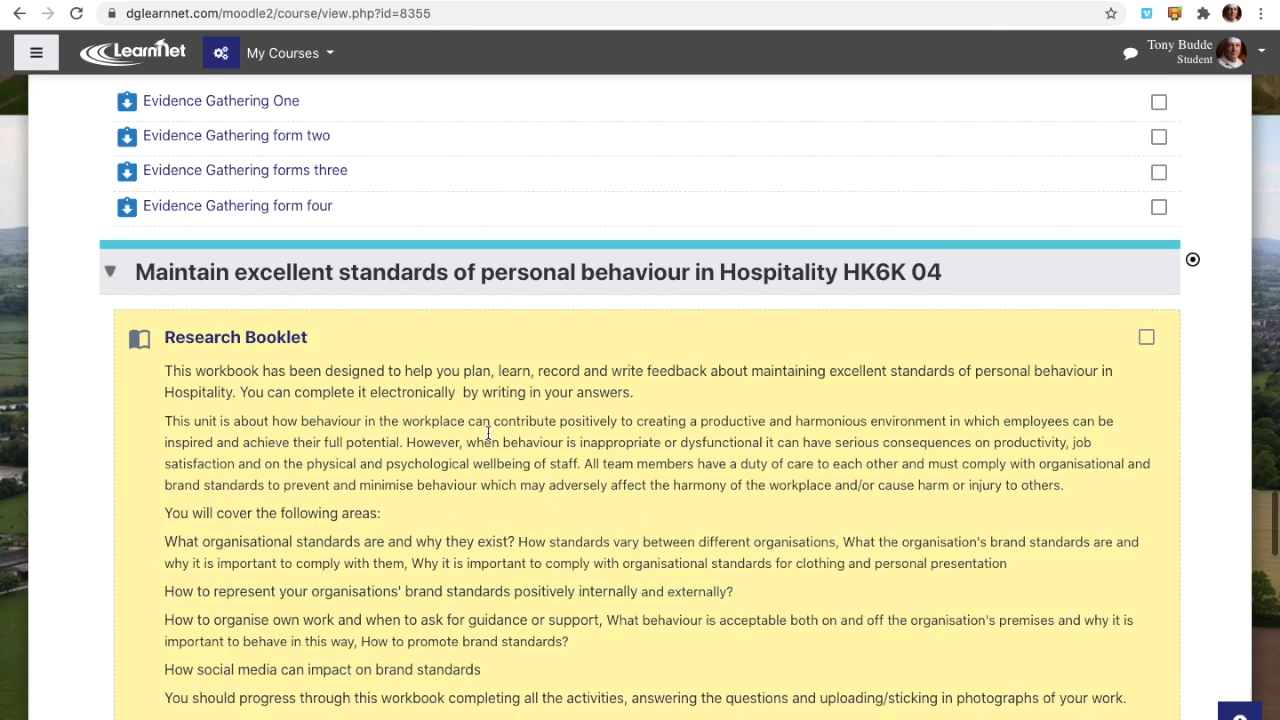 dglearnnet.com/moodle2/course/view.php?id=8355
LearnNet
My Courses
Tony Budde
Student
Evidence Gathering One
Evidence Gathering form two
Evidence Gathering forms three
Evidence Gathering form four
Maintain excellent standards of personal behaviour in Hospitality HK6K 04
Research Booklet
This workbook has been designed to help you plan, learn, record and write feedback about maintaining excellent standards of personal behaviour in
Hospitality. You can complete it electronically by writing in your answers.
This unit is about how behaviour in the workplace can contribute positively to creating a productive and harmonious environment in which employees can be
inspired and achieve their full potential. However, when behaviour is inappropriate or dysfunctional it can have serious consequences on productivity, job
satisfaction and on the physical and psychological wellbeing of staff. All team members have a duty of care to each other and must comply with organisational and
brand standards to prevent and minimise behaviour which may adversely affect the harmony of the workplace and/or cause harm or injury to others.
You will cover the following areas:
What organisational standards are and why they exist? How standards vary between different organisations, What the organisation's brand standards are and
why it is important to comply with them, Why it is important to comply with organisational standards for clothing and personal presentation
How to represent your organisations' brand standards positively internally and externally?
How to organise own work and when to ask for guidance or support, What behaviour is acceptable both on and off the organisation's premises and why it is
important to behave in this way, How to promote brand standards?
How social media can impact on brand standards
You should progress through this workbook completing all the activities, answering the questions and uploading/sticking in photographs of your work.